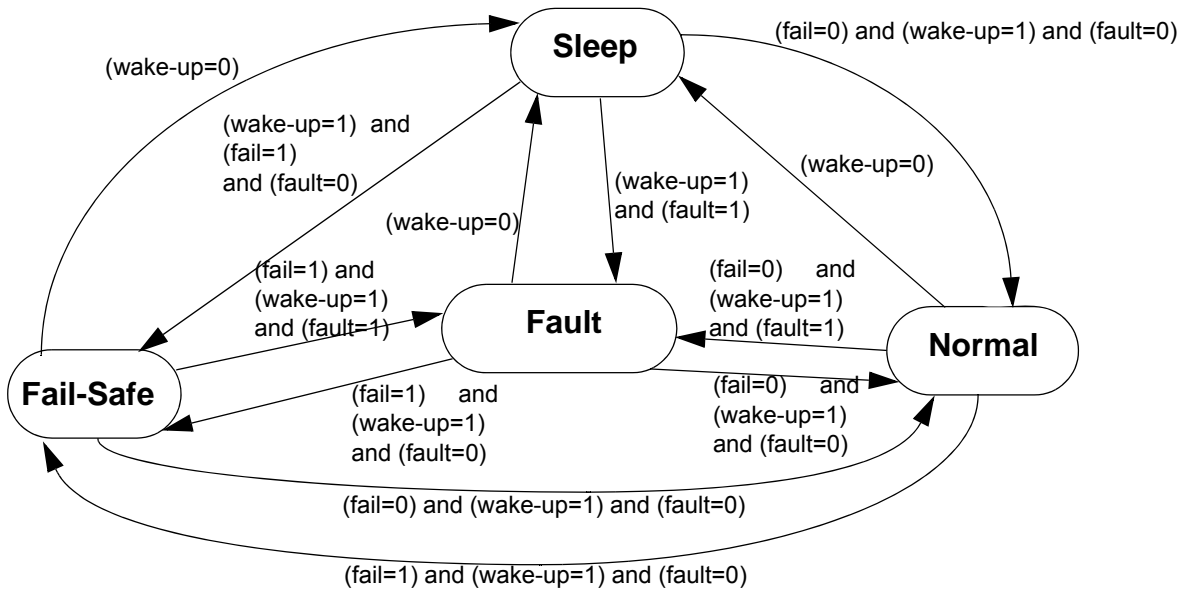 Sleep
(fail=0) and (wake-up=1) and (fault=0)
(wake-up=0)
(wake-up=1) and
(fail=1)
and (fault=0)
(wake-up=0)
(wake-up=1)
and (fault=1)
(wake-up=0)
(fail=1) and
(wake-up=1)
and (fault=1)
Fault
(fail=0) and
(wake-up=1)
and (fault=1)
Normal
Fail-Safe
(fail=1) and
(wake-up=1)
and (fault=0)
(fail=0) and
(wake-up=1)
and (fault=0)
(fail=0) and (wake-up=1) and (fault=0)
(fail=1) and (wake-up=1) and (fault=0)